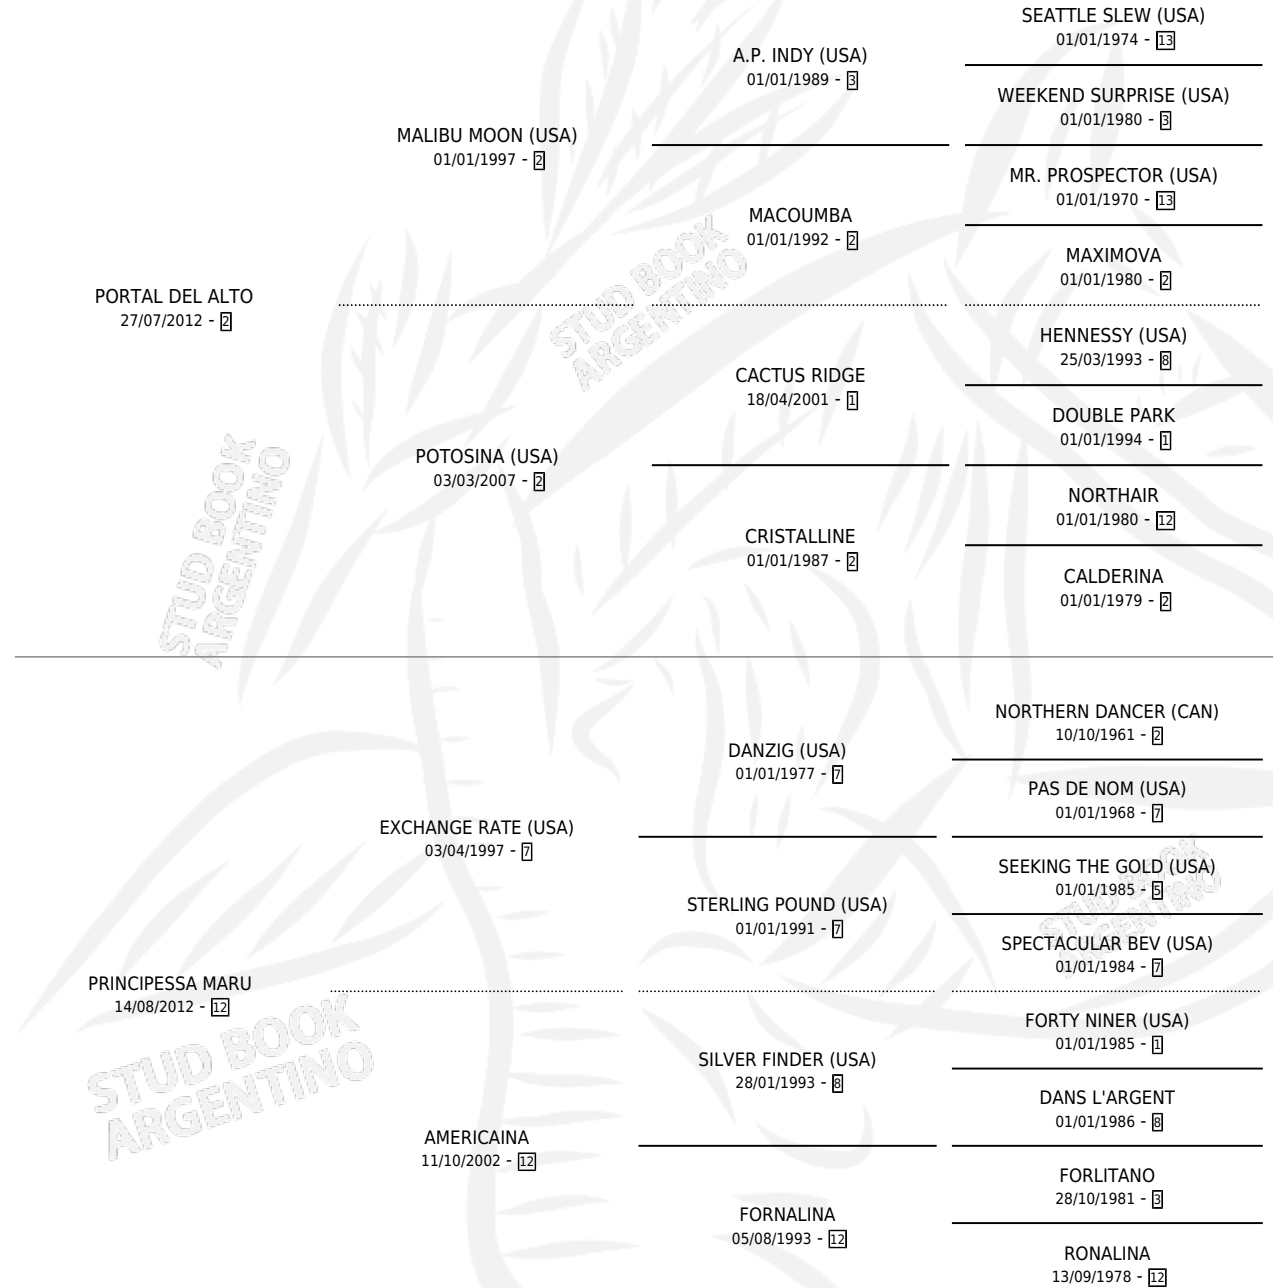 SEATTLE SLEW (USA)
01/01/1974 - 13
A.P. INDY (USA)
01/01/1989 - 3
WEEKEND SURPRISE (USA)
01/01/1980 - 3
MALIBU MOON (USA)
01/01/1997 - 2
MR. PROSPECTOR (USA)
01/01/1970 - 13
MACOUMBA
01/01/1992 - 2
MAXIMOVA
01/01/1980 - 2
PORTAL DEL ALTO
27/07/2012 - 2
HENNESSY (USA)
25/03/1993 - 8
CACTUS RIDGE
18/04/2001 - 1
DOUBLE PARK
01/01/1994 - 1
POTOSINA (USA)
03/03/2007 - 2
NORTHAIR
01/01/1980 - 12
CRISTALLINE
01/01/1987 - 2
CALDERINA
01/01/1979 - 2
NORTHERN DANCER (CAN)
10/10/1961 - 2
DANZIG (USA)
01/01/1977 - 7
PAS DE NOM (USA)
01/01/1968 - 7
EXCHANGE RATE (USA)
03/04/1997 - 7
SEEKING THE GOLD (USA)
01/01/1985 - 5
STERLING POUND (USA)
01/01/1991 - 7
SPECTACULAR BEV (USA)
01/01/1984 - 7
PRINCIPESSA MARU
14/08/2012 - 12
FORTY NINER (USA)
01/01/1985 - 1
SILVER FINDER (USA)
28/01/1993 - 8
DANS L'ARGENT
01/01/1986 - 8
AMERICAINA
11/10/2002 - 12
FORLITANO
28/10/1981 - 3
FORNALINA
05/08/1993 - 12
RONALINA
13/09/1978 - 12
STUD BOOK
ARGENTINO
STUD BOOK
ARGENTINO
STUD BOOK
ARGENTINO
STUD BOOK
ARGENTINO